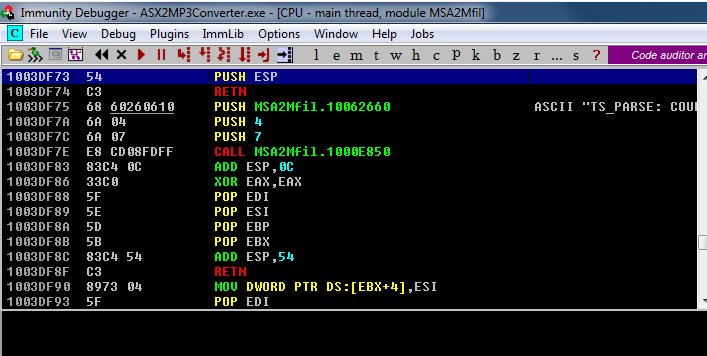 Immunity Debugger - ASX2MP3Converter.exe - [CPU - main thread, module MSA2Mfil]
C File View Debug Plugins ImmLib Options Window Help Jobs
l e m t w h c p k b z r ... s ? Code auditor an
1003DF73 54 PUSH ESP
1003DF74 C3 RETN
1003DF75 68 60260610 PUSH MSA2Mfil.10062660 ASCII "TS_PARSE: COU
1003DF7A 6A 04 PUSH 4
1003DF7C 6A 07 PUSH 7
1003DF7E E8 CD08FDFF CALL MSA2Mfil.1000E850
1003DF83 83C4 0C ADD ESP,0C
1003DF86 33C0 XOR EAX,EAX
1003DF88 5F POP EDI
1003DF89 5E POP ESI
1003DF8A 5D POP EBP
1003DF8B 5B POP EBX
1003DF8C 83C4 54 ADD ESP,54
1003DF8F C3 RETN
1003DF90 8973 04 MOV DWORD PTR DS:[EBX+4],ESI
1003DF93 5F POP EDI